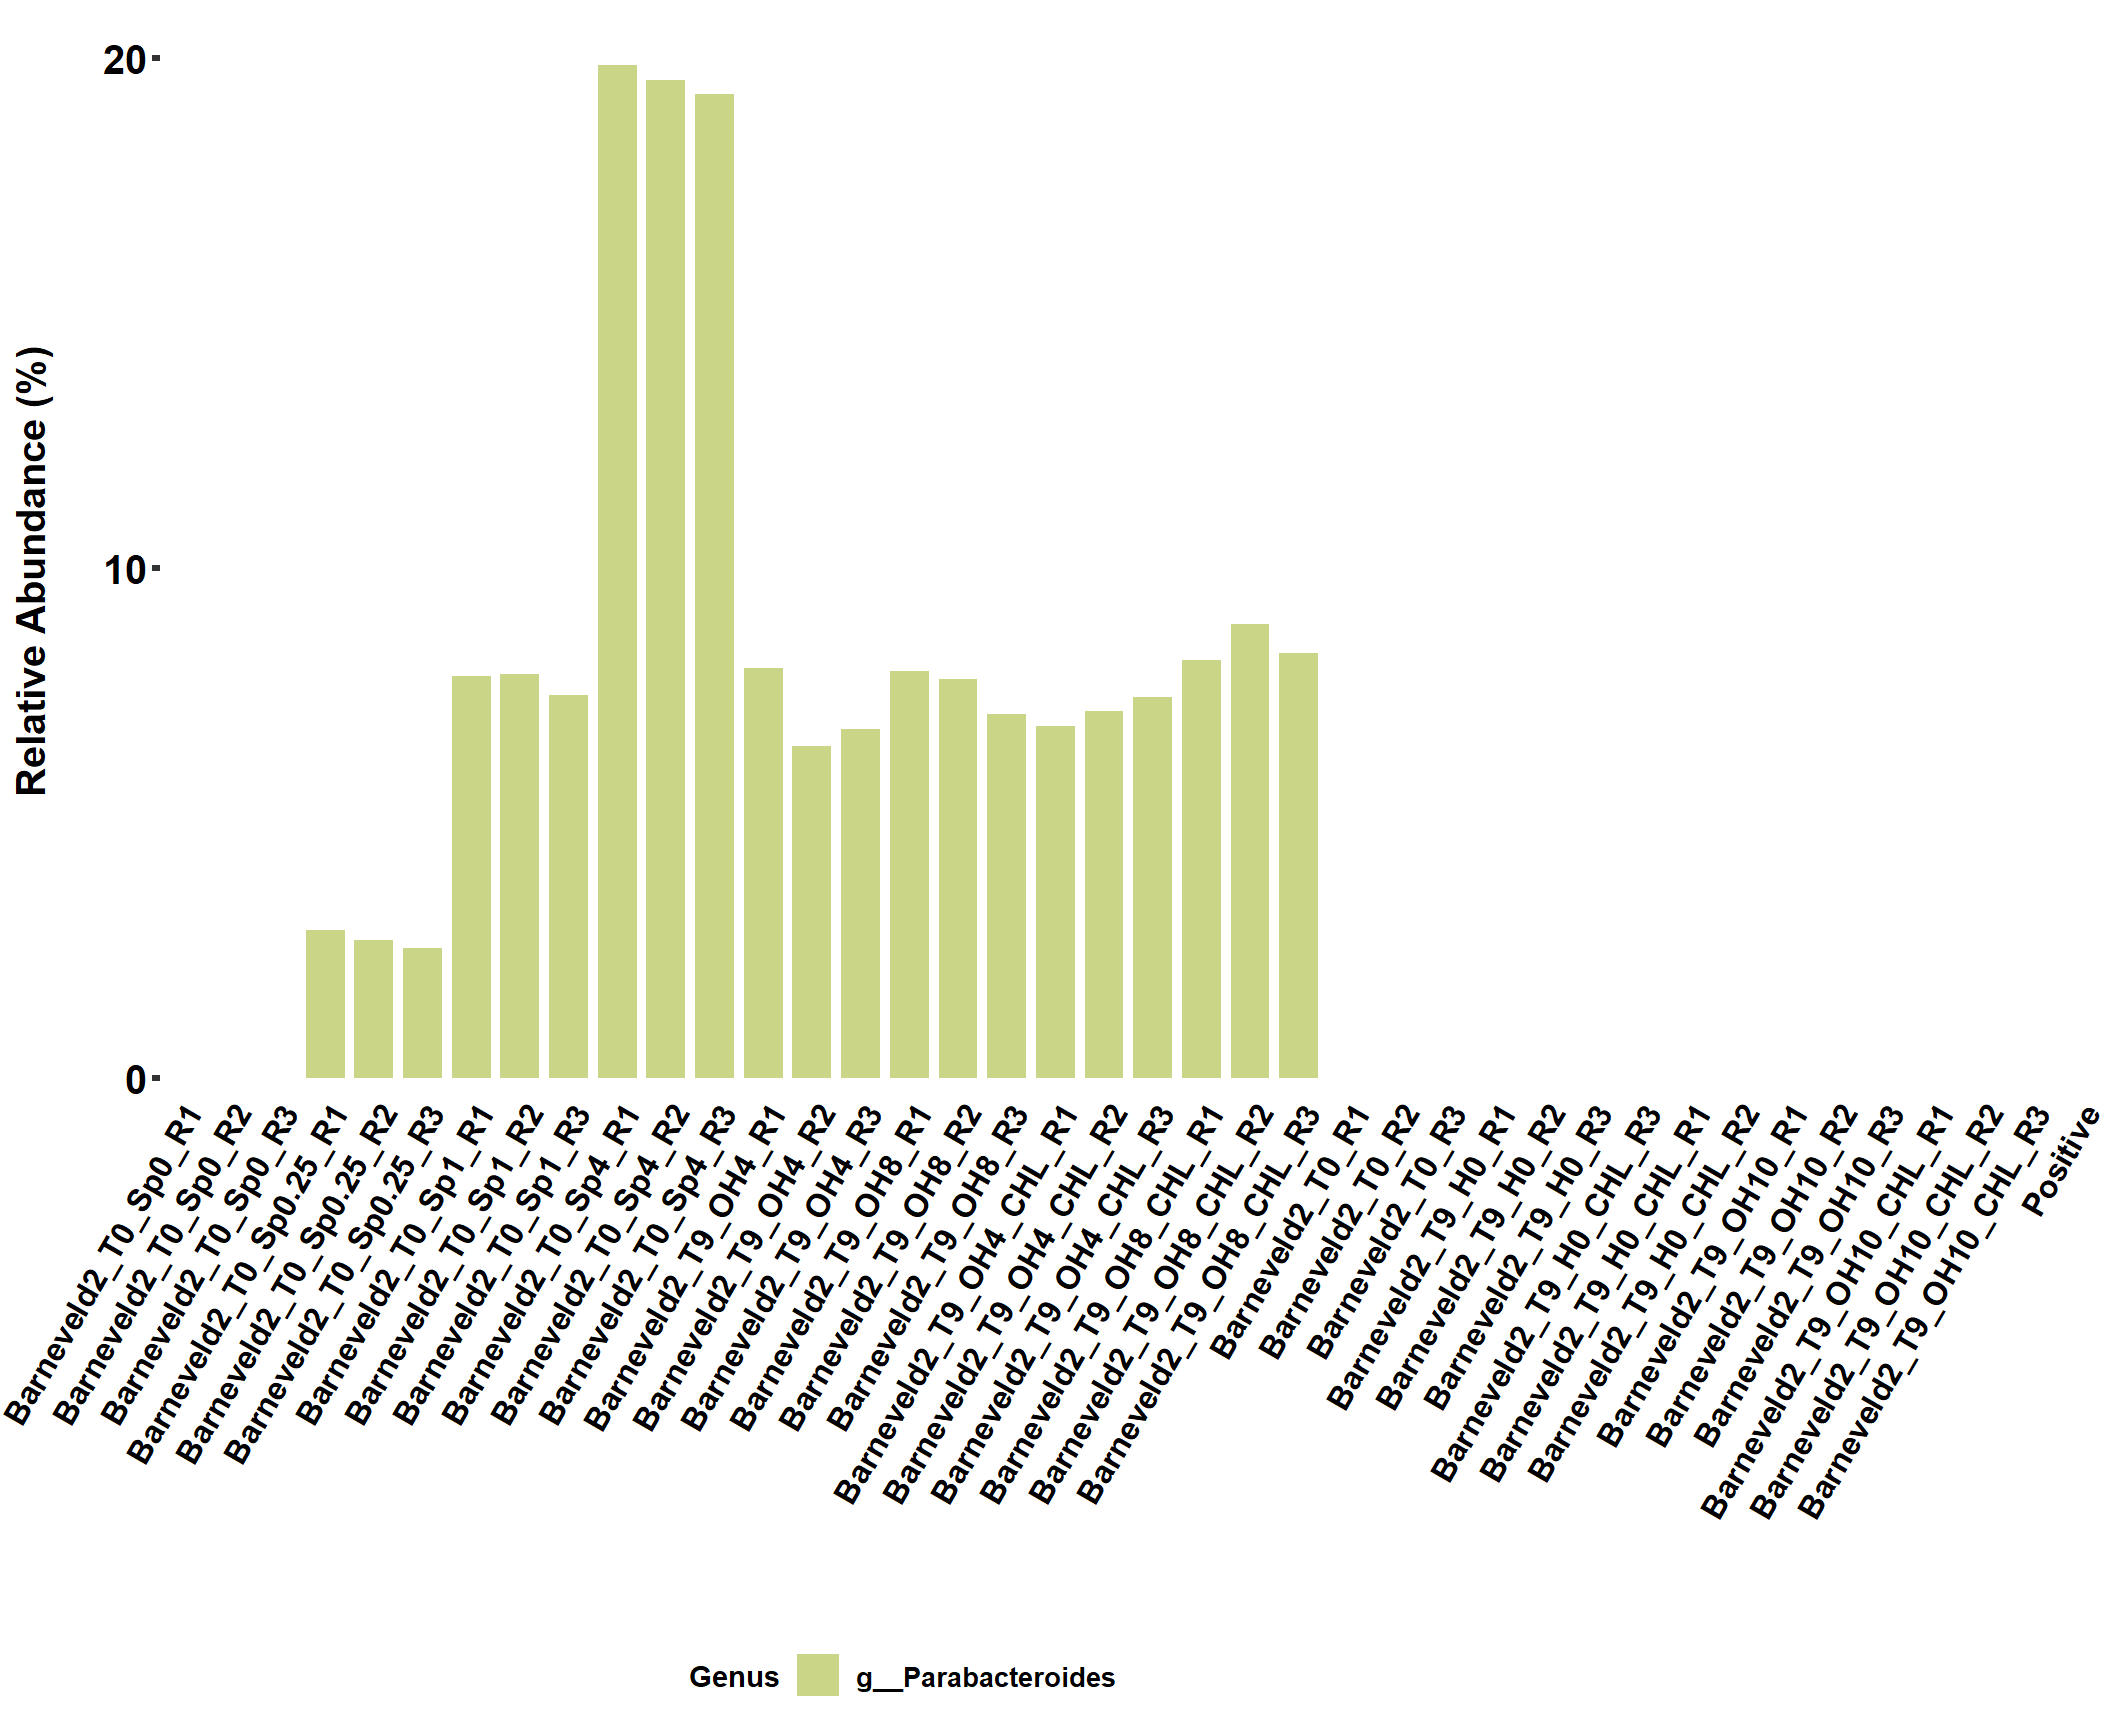 20
10
0
Relative Abundance (%)
Barneveld2_T0_Sp0_R1
Barneveld2_T0_Sp0_R2
Barneveld2_T0_Sp0_R3
Barneveld2_T0_Sp0.25_R1
Barneveld2_T0_Sp0.25_R2
Barneveld2_T0_Sp0.25_R3
Barneveld2_T0_Sp1_R1
Barneveld2_T0_Sp1_R2
Barneveld2_T0_Sp1_R3
Barneveld2_T0_Sp4_R1
Barneveld2_T0_Sp4_R2
Barneveld2_T0_Sp4_R3
Barneveld2_T9_OH4_R1
Barneveld2_T9_OH4_R2
Barneveld2_T9_OH4_R3
Barneveld2_T9_OH8_R1
Barneveld2_T9_OH8_R2
Barneveld2_T9_OH8_R3
Barneveld2_T9_OH4_CHL_R1
Barneveld2_T9_OH4_CHL_R2
Barneveld2_T9_OH4_CHL_R3
Barneveld2_T9_OH8_CHL_R1
Barneveld2_T9_OH8_CHL_R2
Barneveld2_T9_OH8_CHL_R3
Barneveld2_T0_R1
Barneveld2_T0_R2
Barneveld2_T0_R3
Barneveld2_T9_H0_R1
Barneveld2_T9_H0_R2
Barneveld2_T9_H0_R3
Barneveld2_T9_H0_CHL_R3
Barneveld2_T9_H0_CHL_R1
Barneveld2_T9_H0_CHL_R2
Barneveld2_T9_OH10_R1
Barneveld2_T9_OH10_R2
Barneveld2_T9_OH10_R3
Barneveld2_T9_OH10_CHL_R1
Barneveld2_T9_OH10_CHL_R2
Barneveld2_T9_OH10_CHL_R3
Positive
Genus g__Parabacteroides